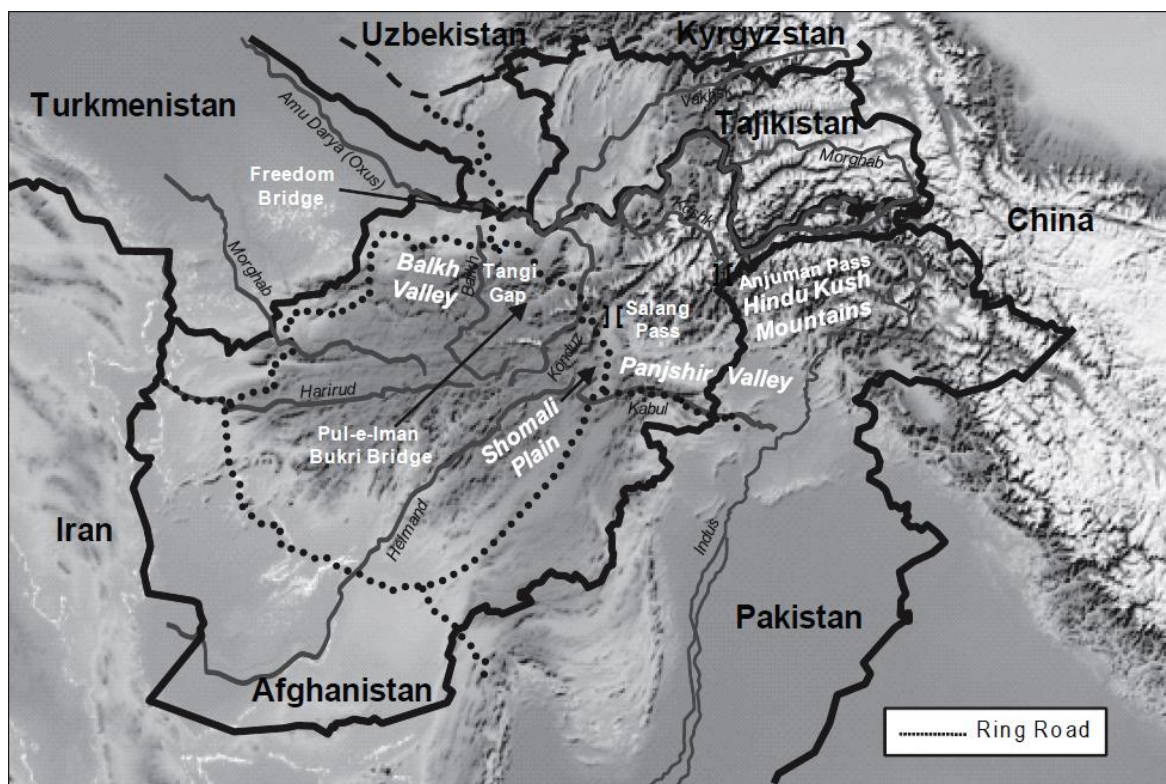 Uzbekistan
Kyrgyzstan
Turkmenistan
Amu Darya (Oxus)
Vakhsh
Tajikistan
Morghab
Freedom
Bridge
Morghab
China
Balkh
Valley
Balkh
Tangi
Gap
Anjuman Pass
Hindu Kush
Mountains
Salang
Pass
Konduz
Panjshir Valley
Harirud
Kabul
Pul-e-Iman
Bukri Bridge
Shomali
Plain
Iran
Helmand
Indus
Pakistan
Afghanistan
Ring Road